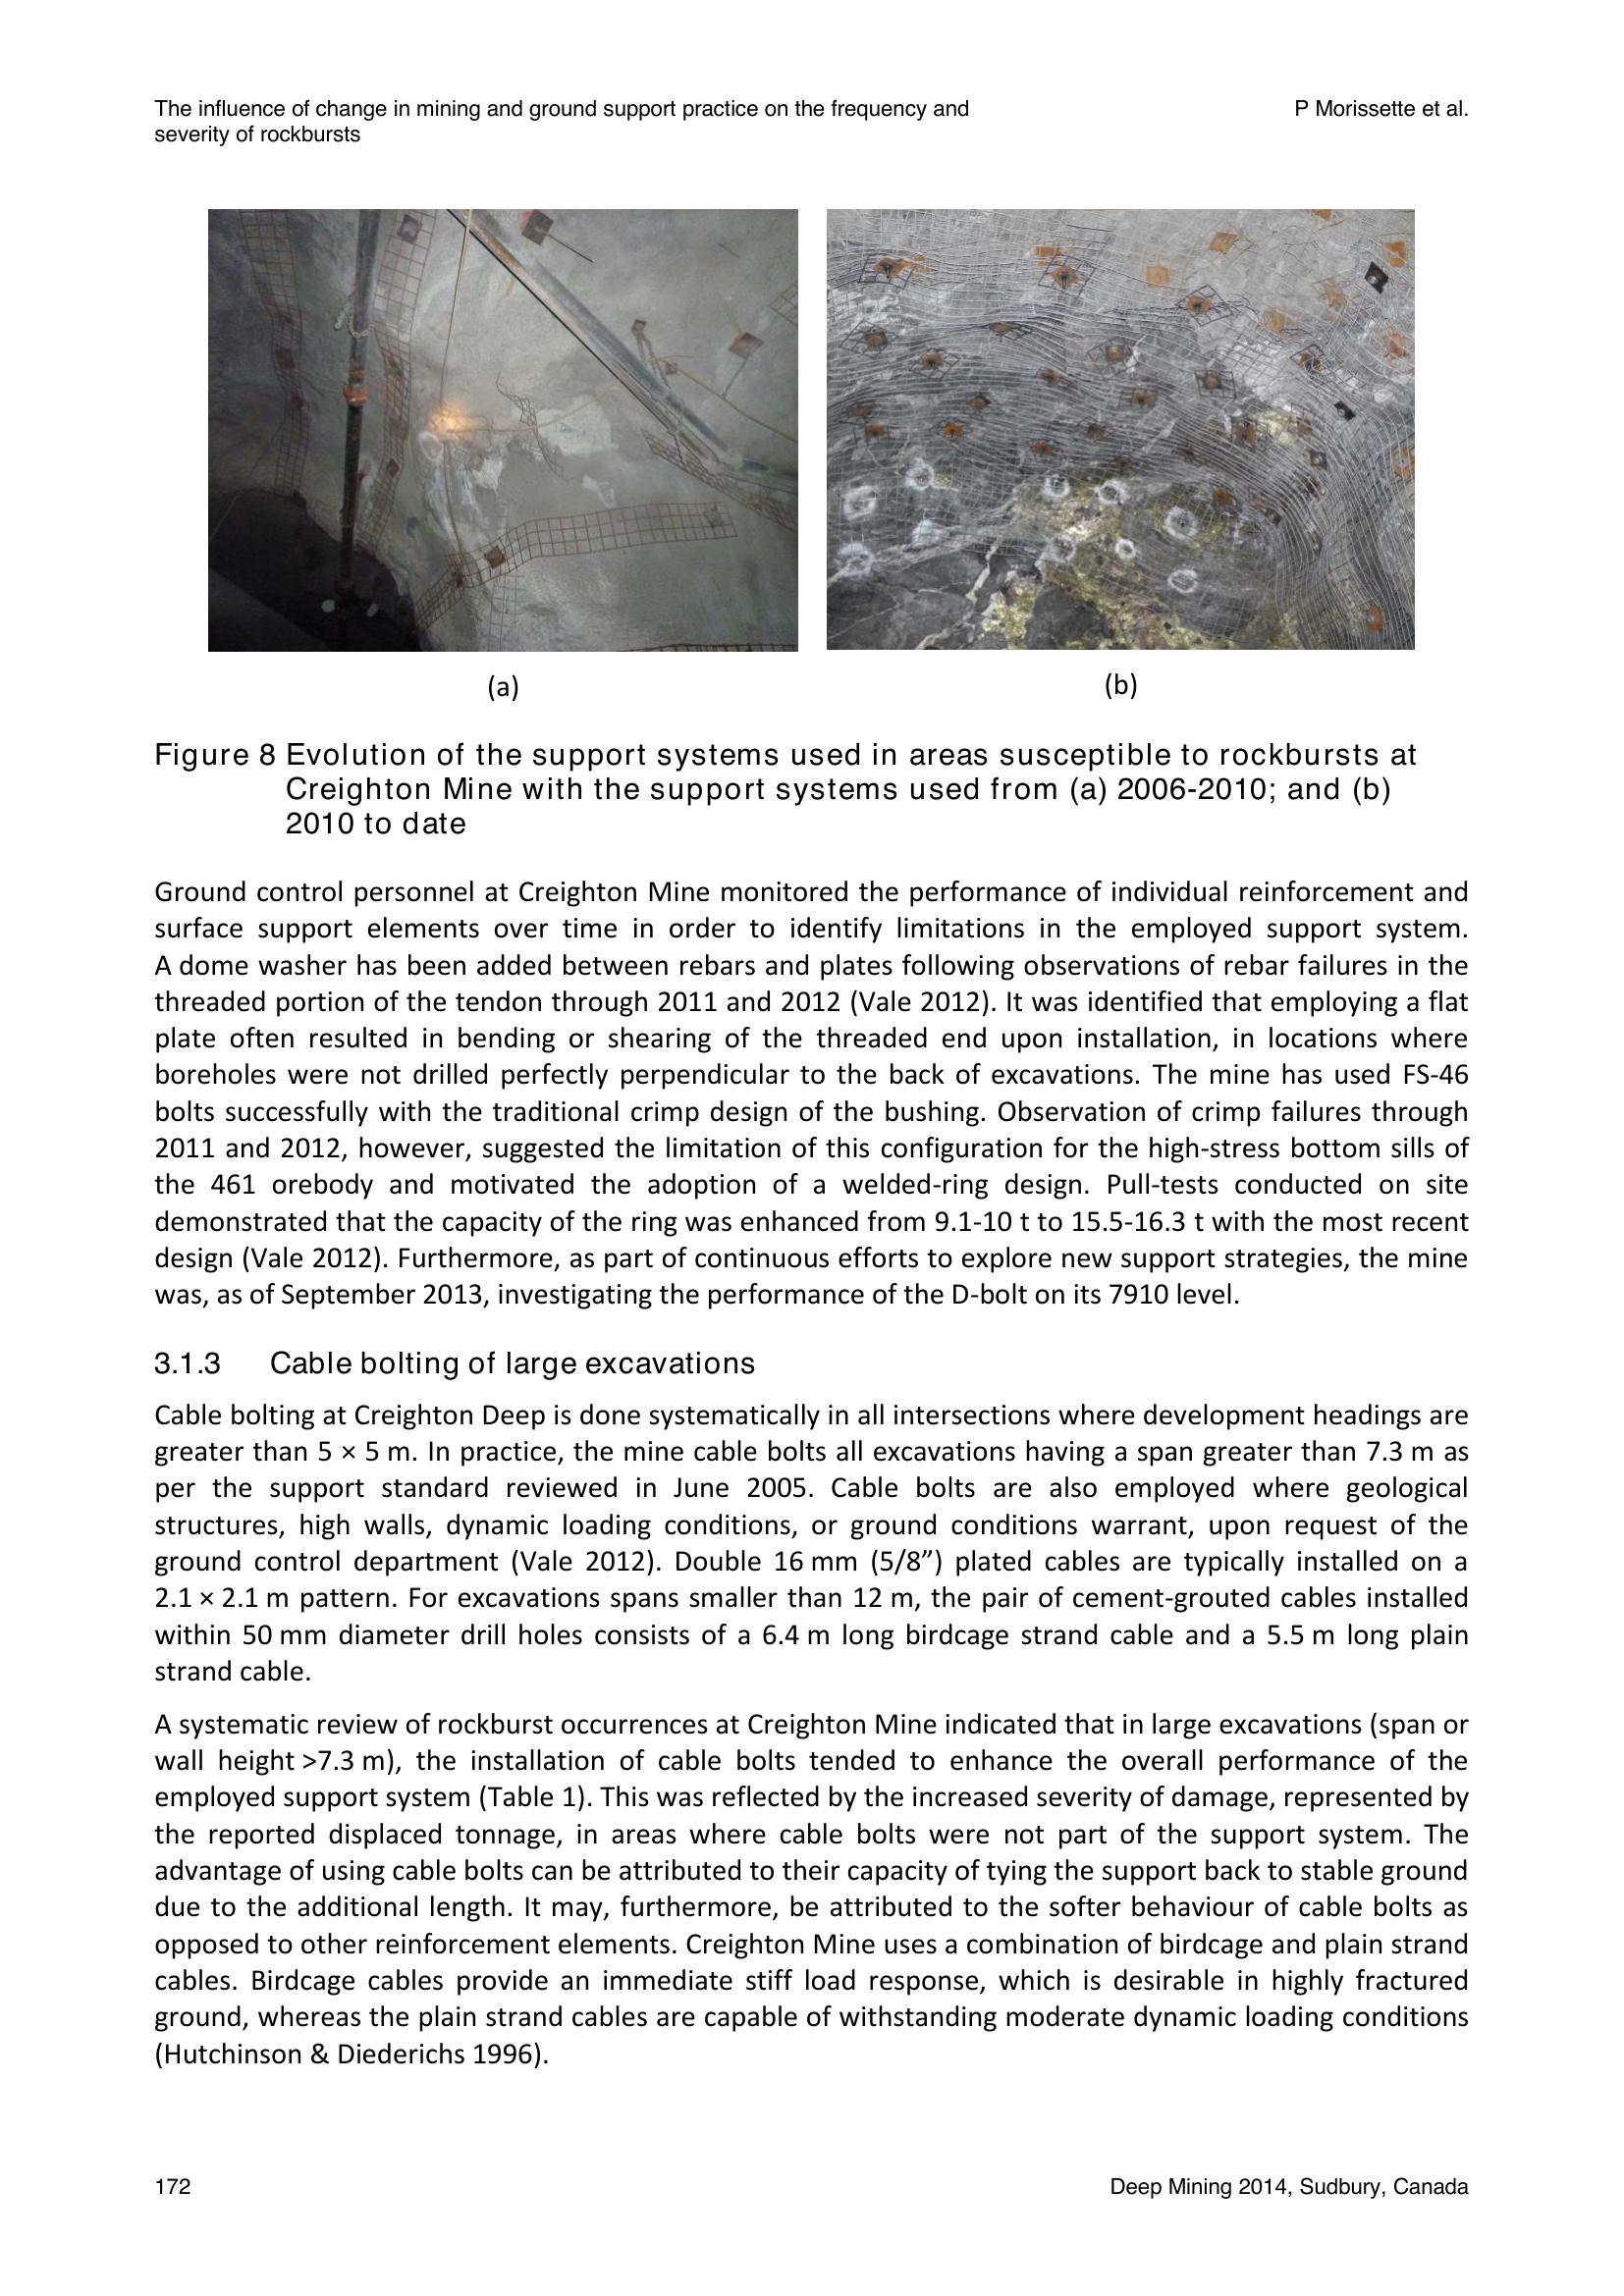 The influence of change in mining and ground support practice on the frequency and
severity of rockbursts
P Morissette et al.
(a)
(b)
Figure 8 Evolution of the support systems used in areas susceptible to rockbursts at
Creighton Mine with the support systems used from (a) 2006-2010; and (b)
2010 to date
Ground control personnel at Creighton Mine monitored the performance of individual reinforcement and
surface support elements over time in order to identify limitations in the employed support system.
A dome washer has been added between rebars and plates following observations of rebar failures in the
threaded portion of the tendon through 2011 and 2012 (Vale 2012). It was identified that employing a flat
plate often resulted in bending or shearing of the threaded end upon installation, in locations where
boreholes were not drilled perfectly perpendicular to the back of excavations. The mine has used FS-46
bolts successfully with the traditional crimp design of the bushing. Observation of crimp failures through
2011 and 2012, however, suggested the limitation of this configuration for the high-stress bottom sills of
the 461 orebody and motivated the adoption of a welded-ring design. Pull-tests conducted on site
demonstrated that the capacity of the ring was enhanced from 9.1-10 t to 15.5-16.3 t with the most recent
design (Vale 2012). Furthermore, as part of continuous efforts to explore new support strategies, the mine
was, as of September 2013, investigating the performance of the D-bolt on its 7910 level.
3.1.3 Cable bolting of large excavations
Cable bolting at Creighton Deep is done systematically in all intersections where development headings are
greater than 5 × 5 m. In practice, the mine cable bolts all excavations having a span greater than 7.3 m as
per the support standard reviewed in June 2005. Cable bolts are also employed where geological
structures, high walls, dynamic loading conditions, or ground conditions warrant, upon request of the
ground control department (Vale 2012). Double 16 mm (5/8”) plated cables are typically installed on a
2.1 × 2.1 m pattern. For excavations spans smaller than 12 m, the pair of cement-grouted cables installed
within 50 mm diameter drill holes consists of a 6.4 m long birdcage strand cable and a 5.5 m long plain
strand cable.
A systematic review of rockburst occurrences at Creighton Mine indicated that in large excavations (span or
wall height >7.3 m), the installation of cable bolts tended to enhance the overall performance of the
employed support system (Table 1). This was reflected by the increased severity of damage, represented by
the reported displaced tonnage, in areas where cable bolts were not part of the support system. The
advantage of using cable bolts can be attributed to their capacity of tying the support back to stable ground
due to the additional length. It may, furthermore, be attributed to the softer behaviour of cable bolts as
opposed to other reinforcement elements. Creighton Mine uses a combination of birdcage and plain strand
cables. Birdcage cables provide an immediate stiff load response, which is desirable in highly fractured
ground, whereas the plain strand cables are capable of withstanding moderate dynamic loading conditions
(Hutchinson & Diederichs 1996).
172
Deep Mining 2014, Sudbury, Canada